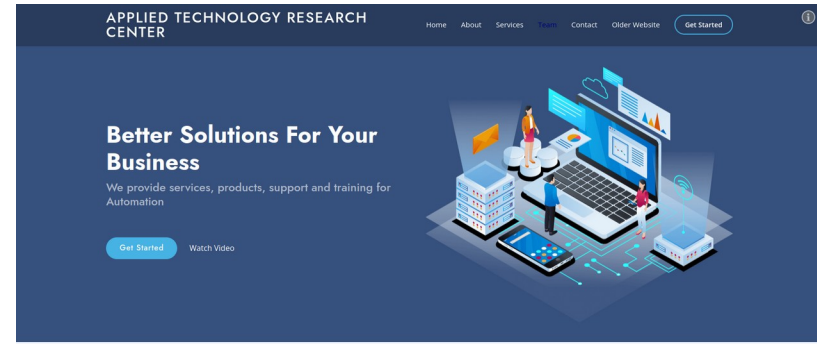 APPLIED TECHNOLOGY RESEARCH
CENTER
Home About Services Team Contact Older Website Get Started
Better Solutions For Your
Business
We provide services, products, support and training for
Automation
Get Started Watch Video